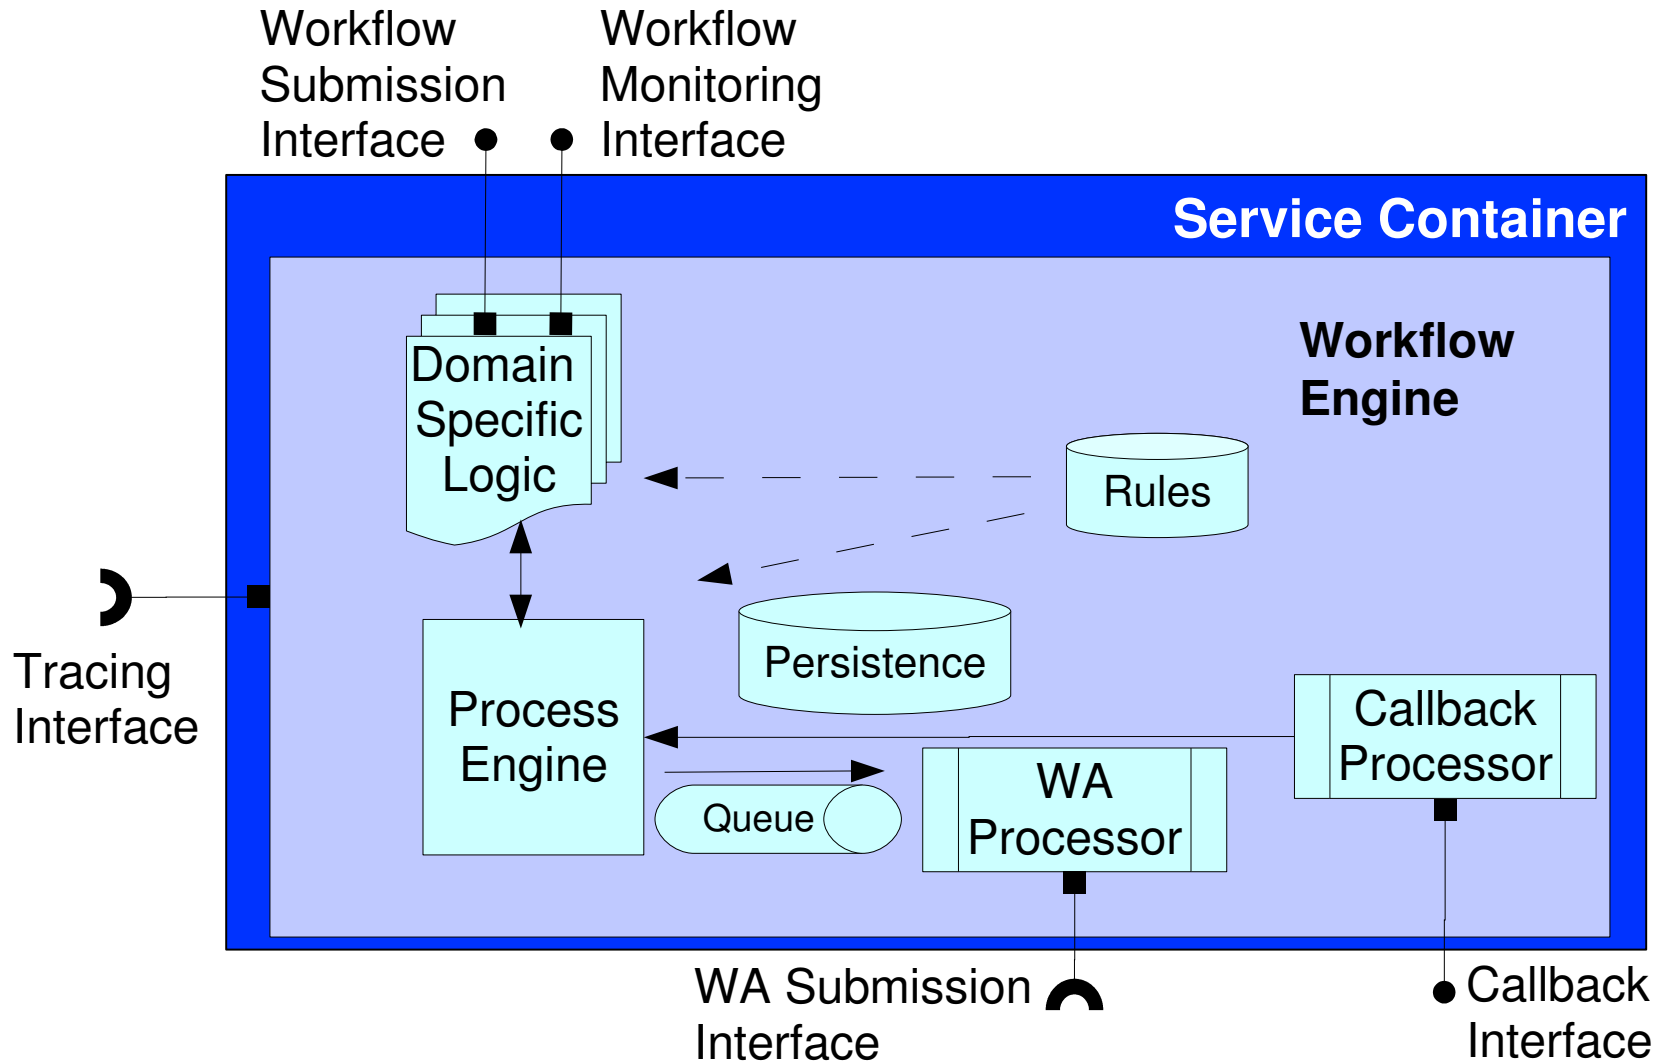 Workflow
Submission
Interface
Workflow
Monitoring
Interface
Service Container
Workflow
Engine
Domain
Specific
Logic
Rules
Tracing
Interface
Persistence
Process
Engine
Callback
Processor
Queue
WA
Processor
WA Submission
Interface
Callback
Interface